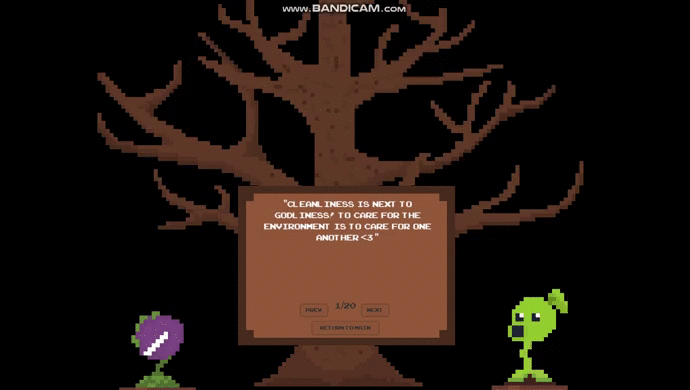 www.BANDICAM.com
"CLEANLINESS IS NEXT TO
GODLINESS! TO CARE FOR THE
ENVIRONMENT IS TO CARE FOR ONE
ANOTHER <3"
PREV 1/20 NEXT
RETURN TO MAIN